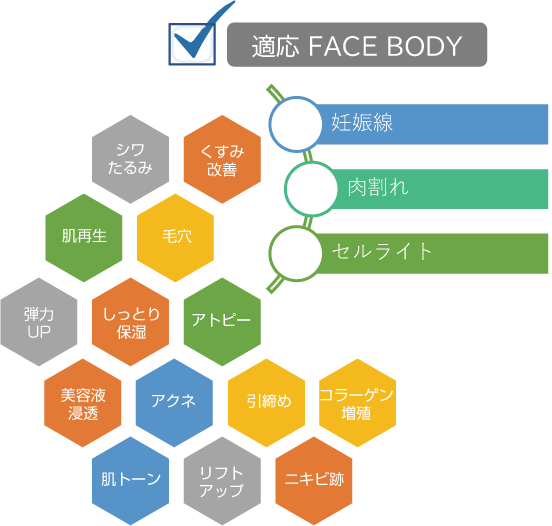 適応 FACE BODY
妊娠線
肉割れ
セルライト
シワ
たるみ
くすみ
改善
肌再生
毛穴
弾力
UP
しっとり
保湿
アトピー
美容液
浸透
アクネ
引締め
コラーゲン
増殖
肌トーン
リフト
アップ
ニキビ跡